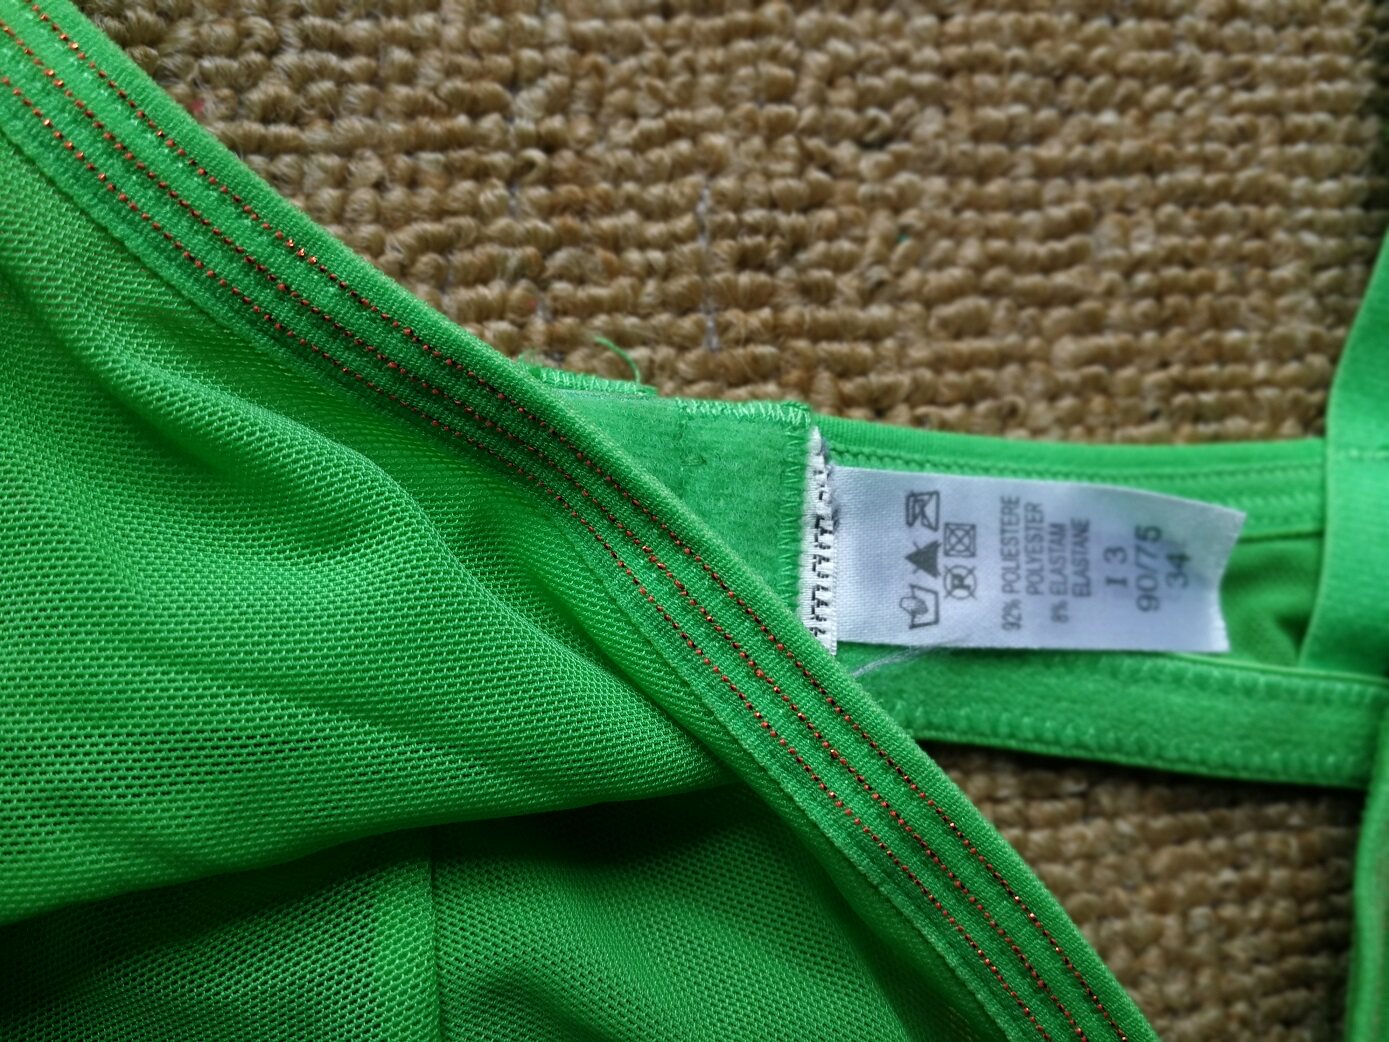 92% POLIESTERE
POLYESTER
8% ELASTAM
ELASTANE
I 3
90/75
34